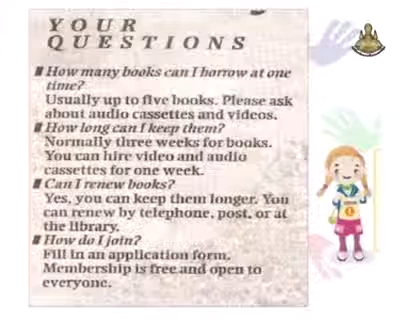 YOUR
QUESTIONS
How many books can I borrow at one
time?
Usually up to five books. Please ask
about audio cassettes and videos.
How long can I keep them?
Normally three weeks for books.
You can hire video and audio
cassettes for one week.
Can I renew books?
Yes, you can keep them longer. You
can renew by telephone, post, or at
the library.
How do I join?
Fill in an application form.
Membership is free and open to
everyone.